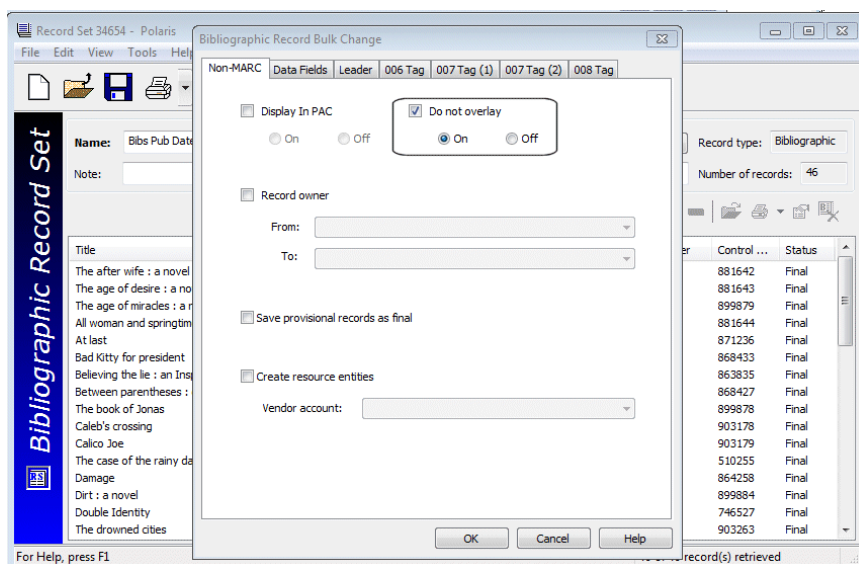 Record Set 34654 - Polaris
File Edit View Tools Help
Bibliographic Record Set
Name: Bibs Pub Date
Record type: Bibliographic
Note:
Number of records: 46
Title
Control ... Status
The after wife : a novel 881642 Final
The age of desire : a no 881643 Final
The age of miracles : a r 899879 Final
All woman and springtim 881644 Final
At last 871236 Final
Bad Kitty for president 868433 Final
Believing the lie : an Insp 863835 Final
Between parentheses : 868427 Final
The book of Jonas 899878 Final
Caleb's crossing 903178 Final
Calico Joe 903179 Final
The case of the rainy da 510255 Final
Damage 864258 Final
Dirt : a novel 899884 Final
Double Identity 746527 Final
The drowned cities 903263 Final
For Help, press F1
record(s) retrieved
Bibliographic Record Bulk Change
Non-MARC Data Fields Leader 006 Tag 007 Tag (1) 007 Tag (2) 008 Tag
Display In PAC Do not overlay
On Off On Off
Record owner
From:
To:
Save provisional records as final
Create resource entities
Vendor account:
OK Cancel Help